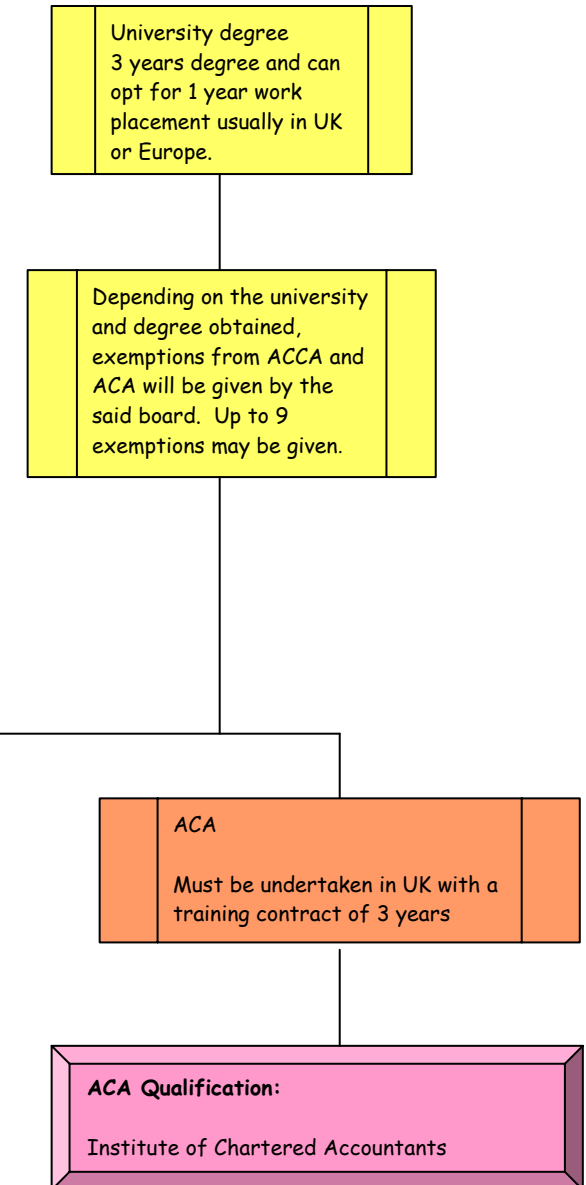 University degree
3 years degree and can
opt for 1 year work
placement usually in UK
or Europe.
Depending on the university
and degree obtained,
exemptions from ACCA and
ACA will be given by the
said board. Up to 9
exemptions may be given.
ACA
Must be undertaken in UK with a
training contract of 3 years
ACA Qualification:
Institute of Chartered Accountants